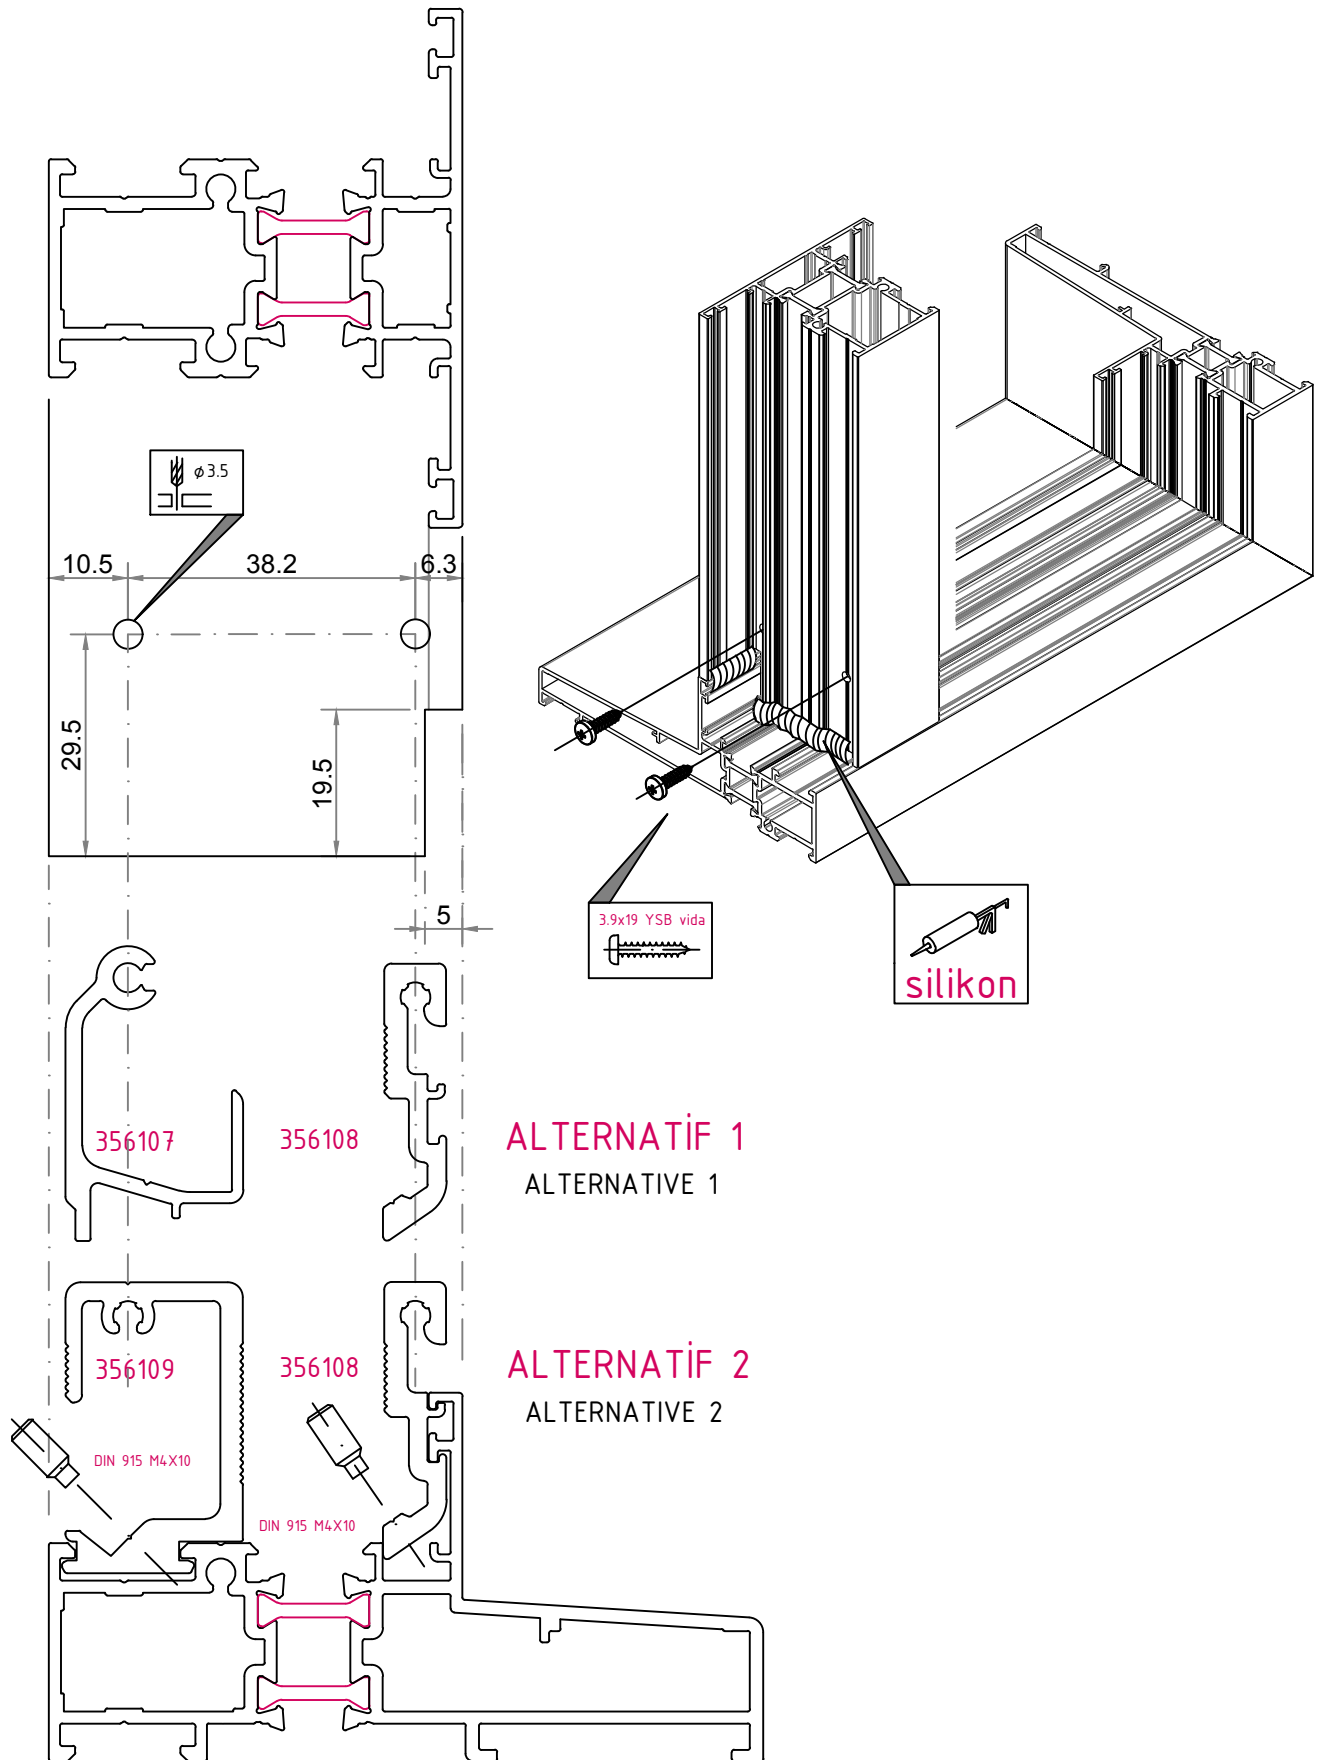 ϕ3.5
10.5
38.2
6.3
29.5
19.5
5
3.9x19 YSB vida
silikon
356107
356108
ALTERNATİF 1
ALTERNATIVE 1
356109
356108
ALTERNATİF 2
ALTERNATIVE 2
DIN 915 M4X10
DIN 915 M4X10